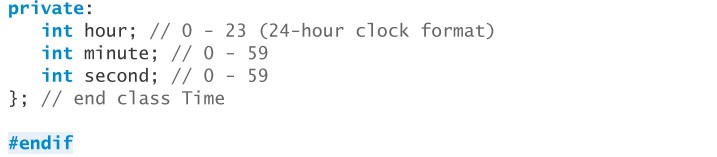 private:
   int hour; // 0 - 23 (24-hour clock format)
   int minute; // 0 - 59
   int second; // 0 - 59
}; // end class Time
#endif